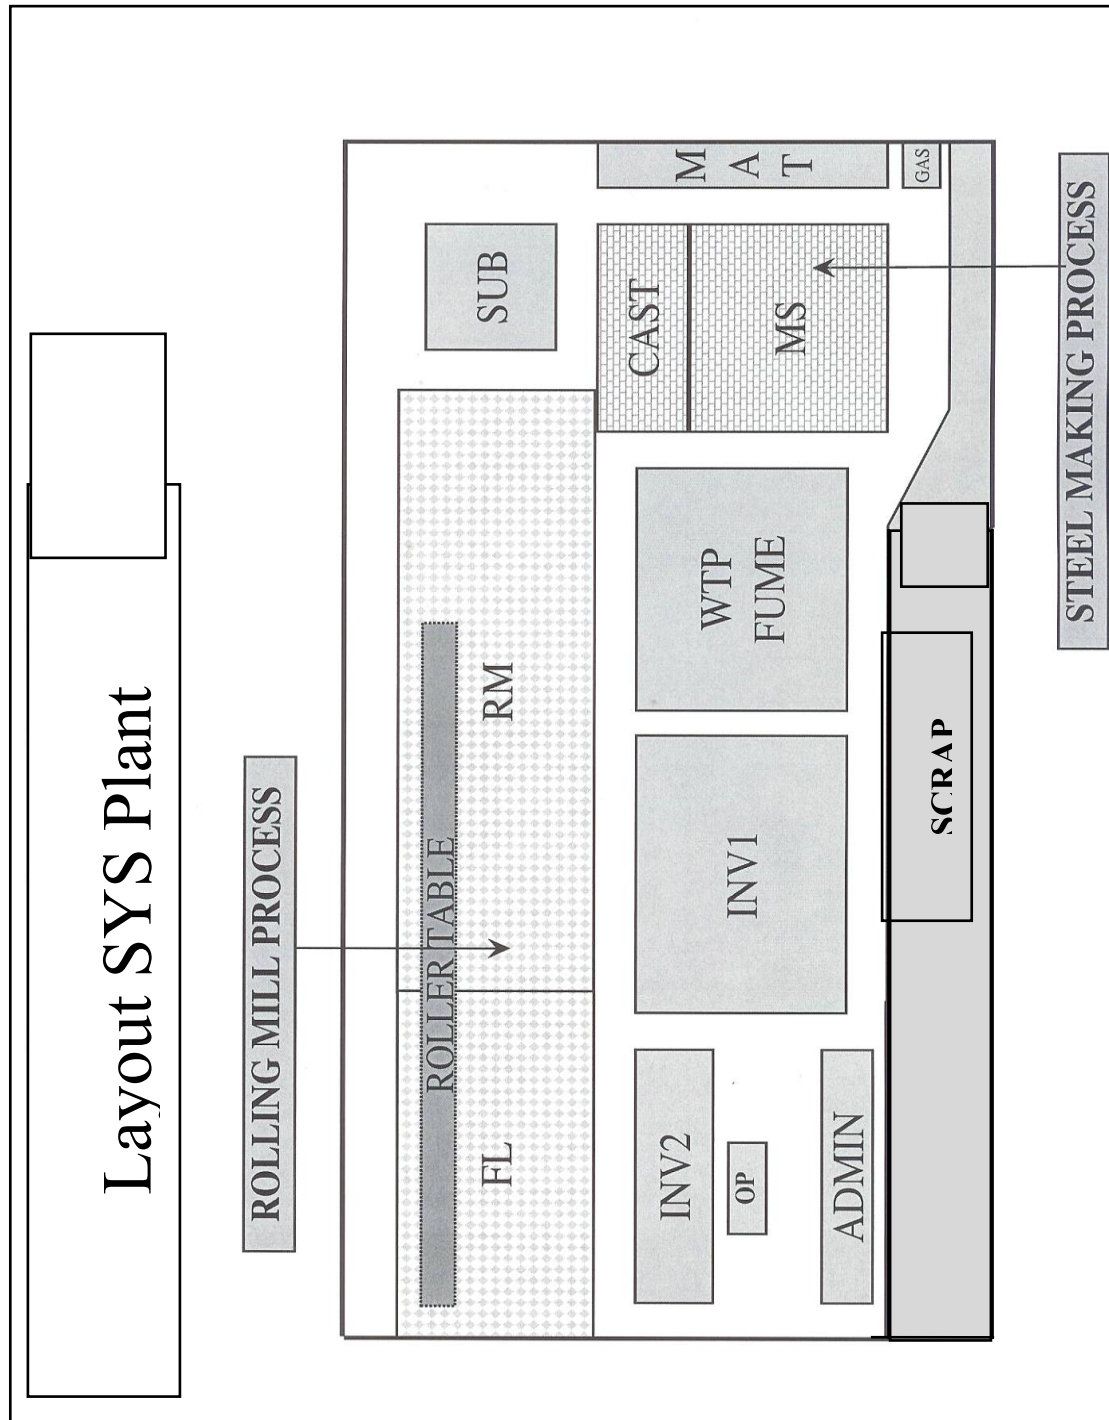 Layout SYS Plant
ROLLING MILL PROCESS
ROLLER TABLE
FL
RM
SUB
CAST
MS
M
A
T
GAS
WTP
FUME
INV1
INV2
OP
ADMIN
SCRAP
STEEL MAKING PROCESS